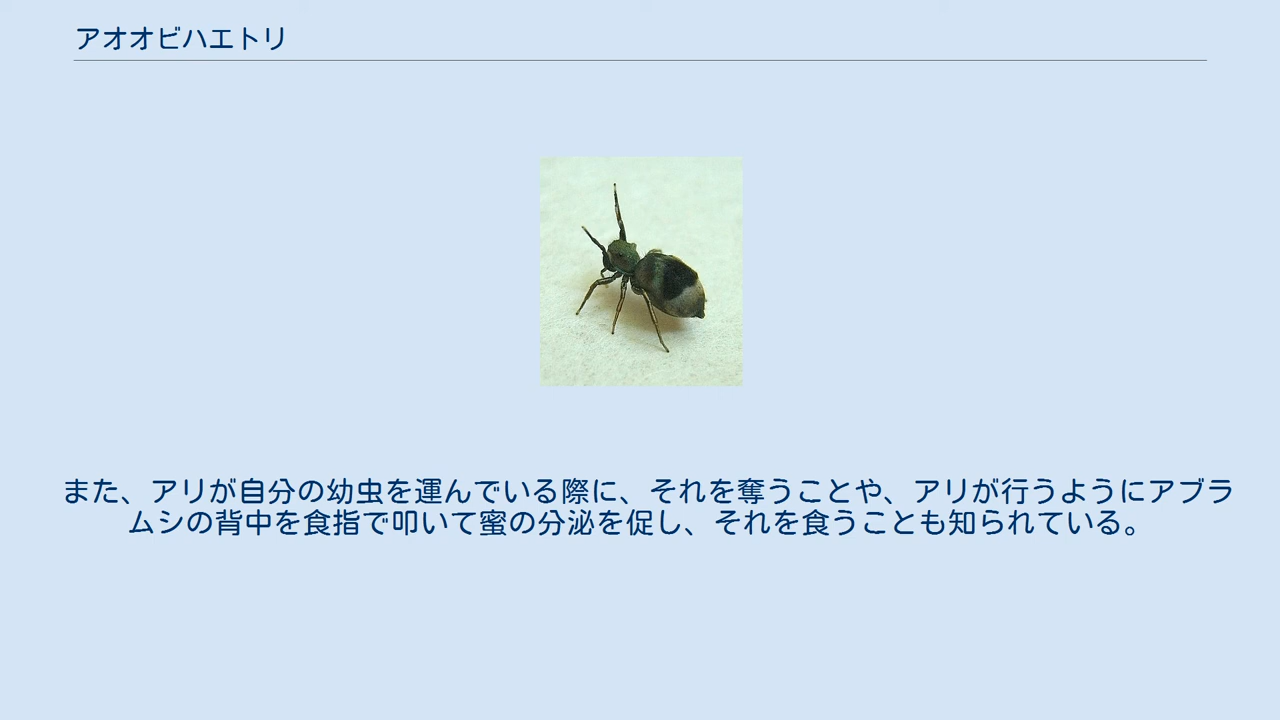 アオオビハエトリ
また、アリが自分の幼虫を運んでいる際に、それを奪うことや、アリが行うようにアブラ
ムシの背中を食指で叩いて蜜の分泌を促し、それを食うことも知られている。